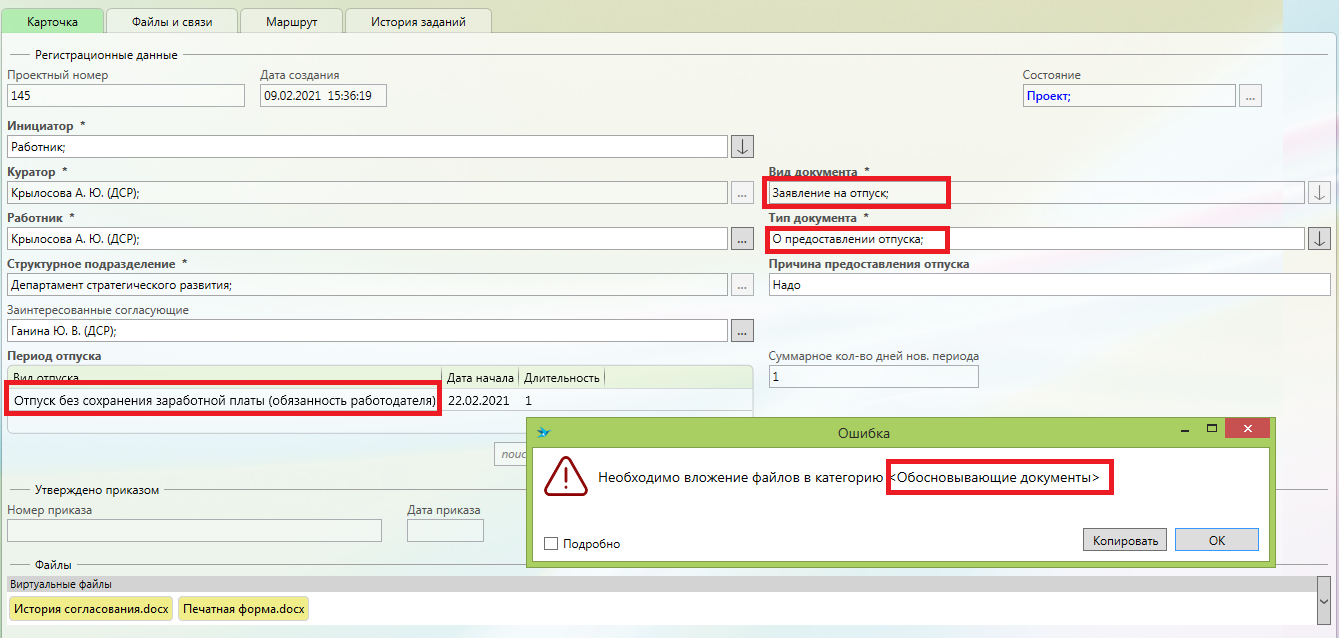 Карточка Файлы и связи Маршрут История заданий
Регистрационные данные
Проектный номер Дата создания Состояние
145 09.02.2021 15:36:19 Проект; ...
Инициатор *
Работник;
Куратор * Вид документа *
Крылосова А. Ю. (ДСР); ... Заявление на отпуск;
Работник * Тип документа *
Крылосова А. Ю. (ДСР); ... О предоставлении отпуска;
Структурное подразделение * Причина предоставления отпуска
Департамент стратегического развития; ... Надо
Заинтересованные согласующие
Ганина Ю. В. (ДСР); ...
Период отпуска Суммарное кол-во дней нов. периода
Вид отпуска Дата начала Длительность 1
Отпуск без сохранения заработной платы (обязанность работодателя) 22.02.2021 1
Ошибка
Необходимо вложение файлов в категорию <Обосновывающие документы>
Подробно Копировать ОК
Утверждено приказом
Номер приказа Дата приказа
Файлы
Виртуальные файлы
История согласования.docx Печатная форма.docx